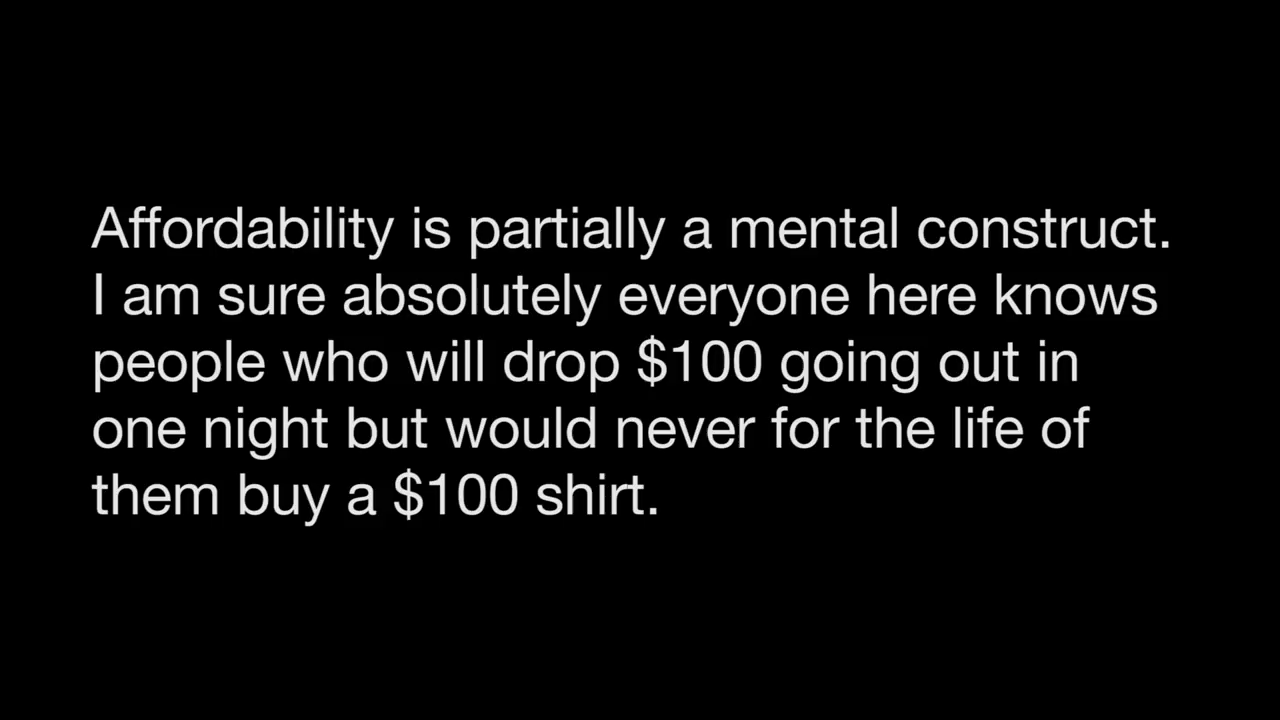 Affordability is partially a mental construct.
I am sure absolutely everyone here knows
people who will drop $100 going out in
one night but would never for the life of
them buy a $100 shirt.